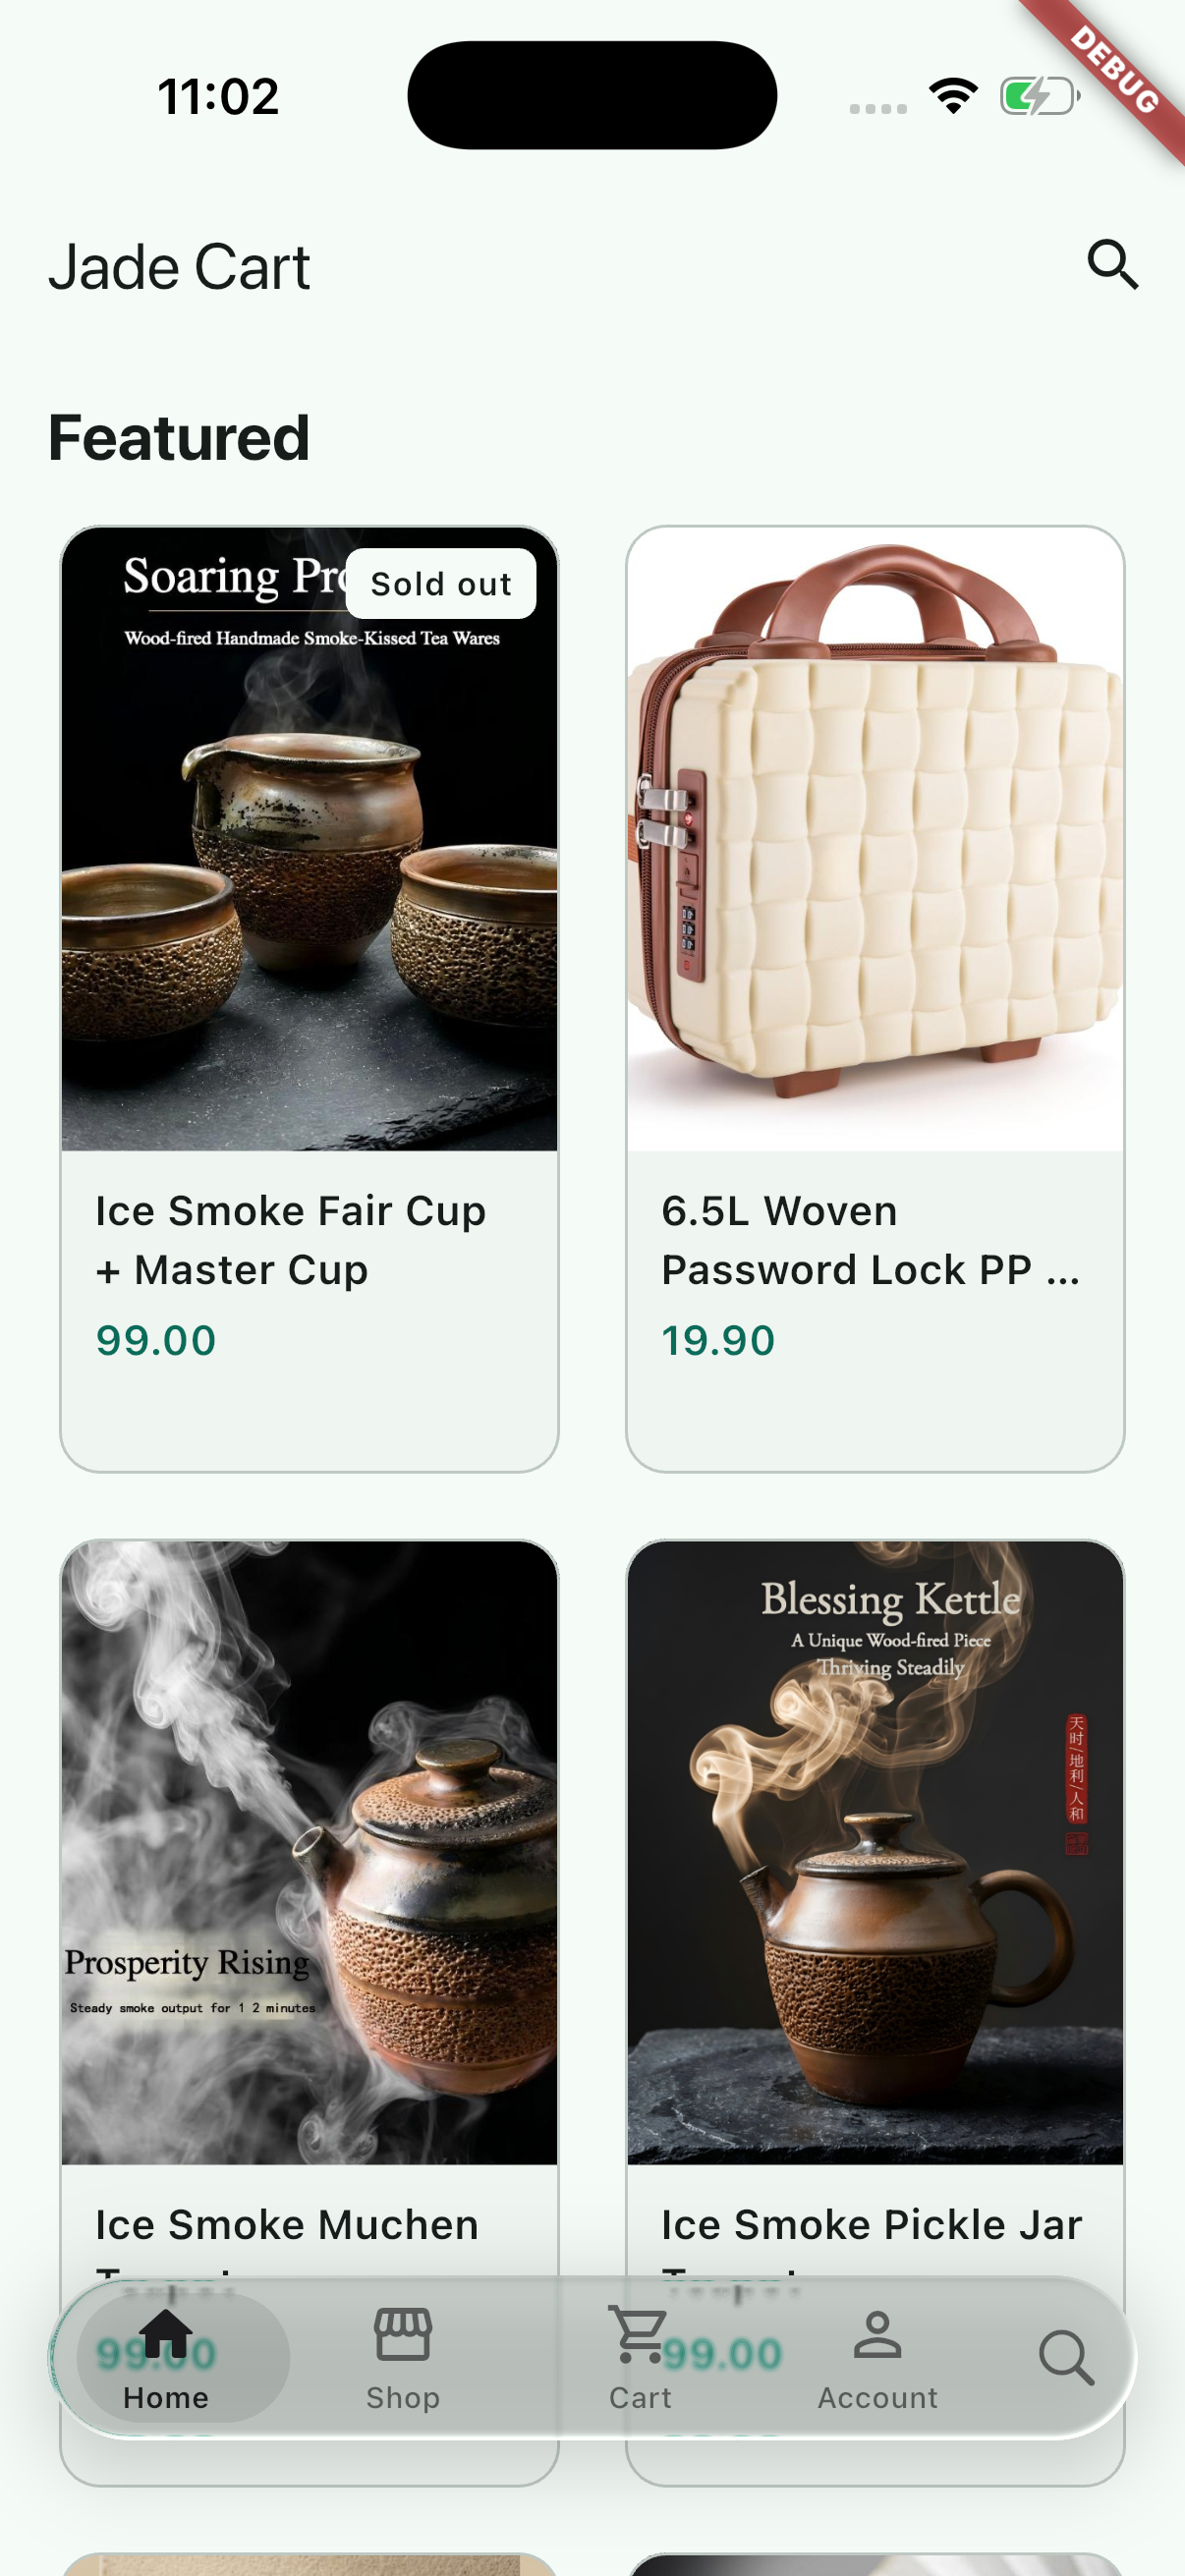 11:02
DEBUG
Jade Cart
Featured
Soaring
Sold out
Wood-fired Handmade Smoke-Kissed Tea Wares
Ice Smoke Fair Cup
+ Master Cup
99.00
6.5L Woven
Password Lock PP ...
19.90
Prosperity Rising
Steady smoke output for 1 2 minutes
Blessing Kettle
A Unique Wood-fired Piece
Thriving Steadily
天时/地利/人和
Ice Smoke Muchen
99.00
Ice Smoke Pickle Jar
99.00
Home
Shop
Cart
Account